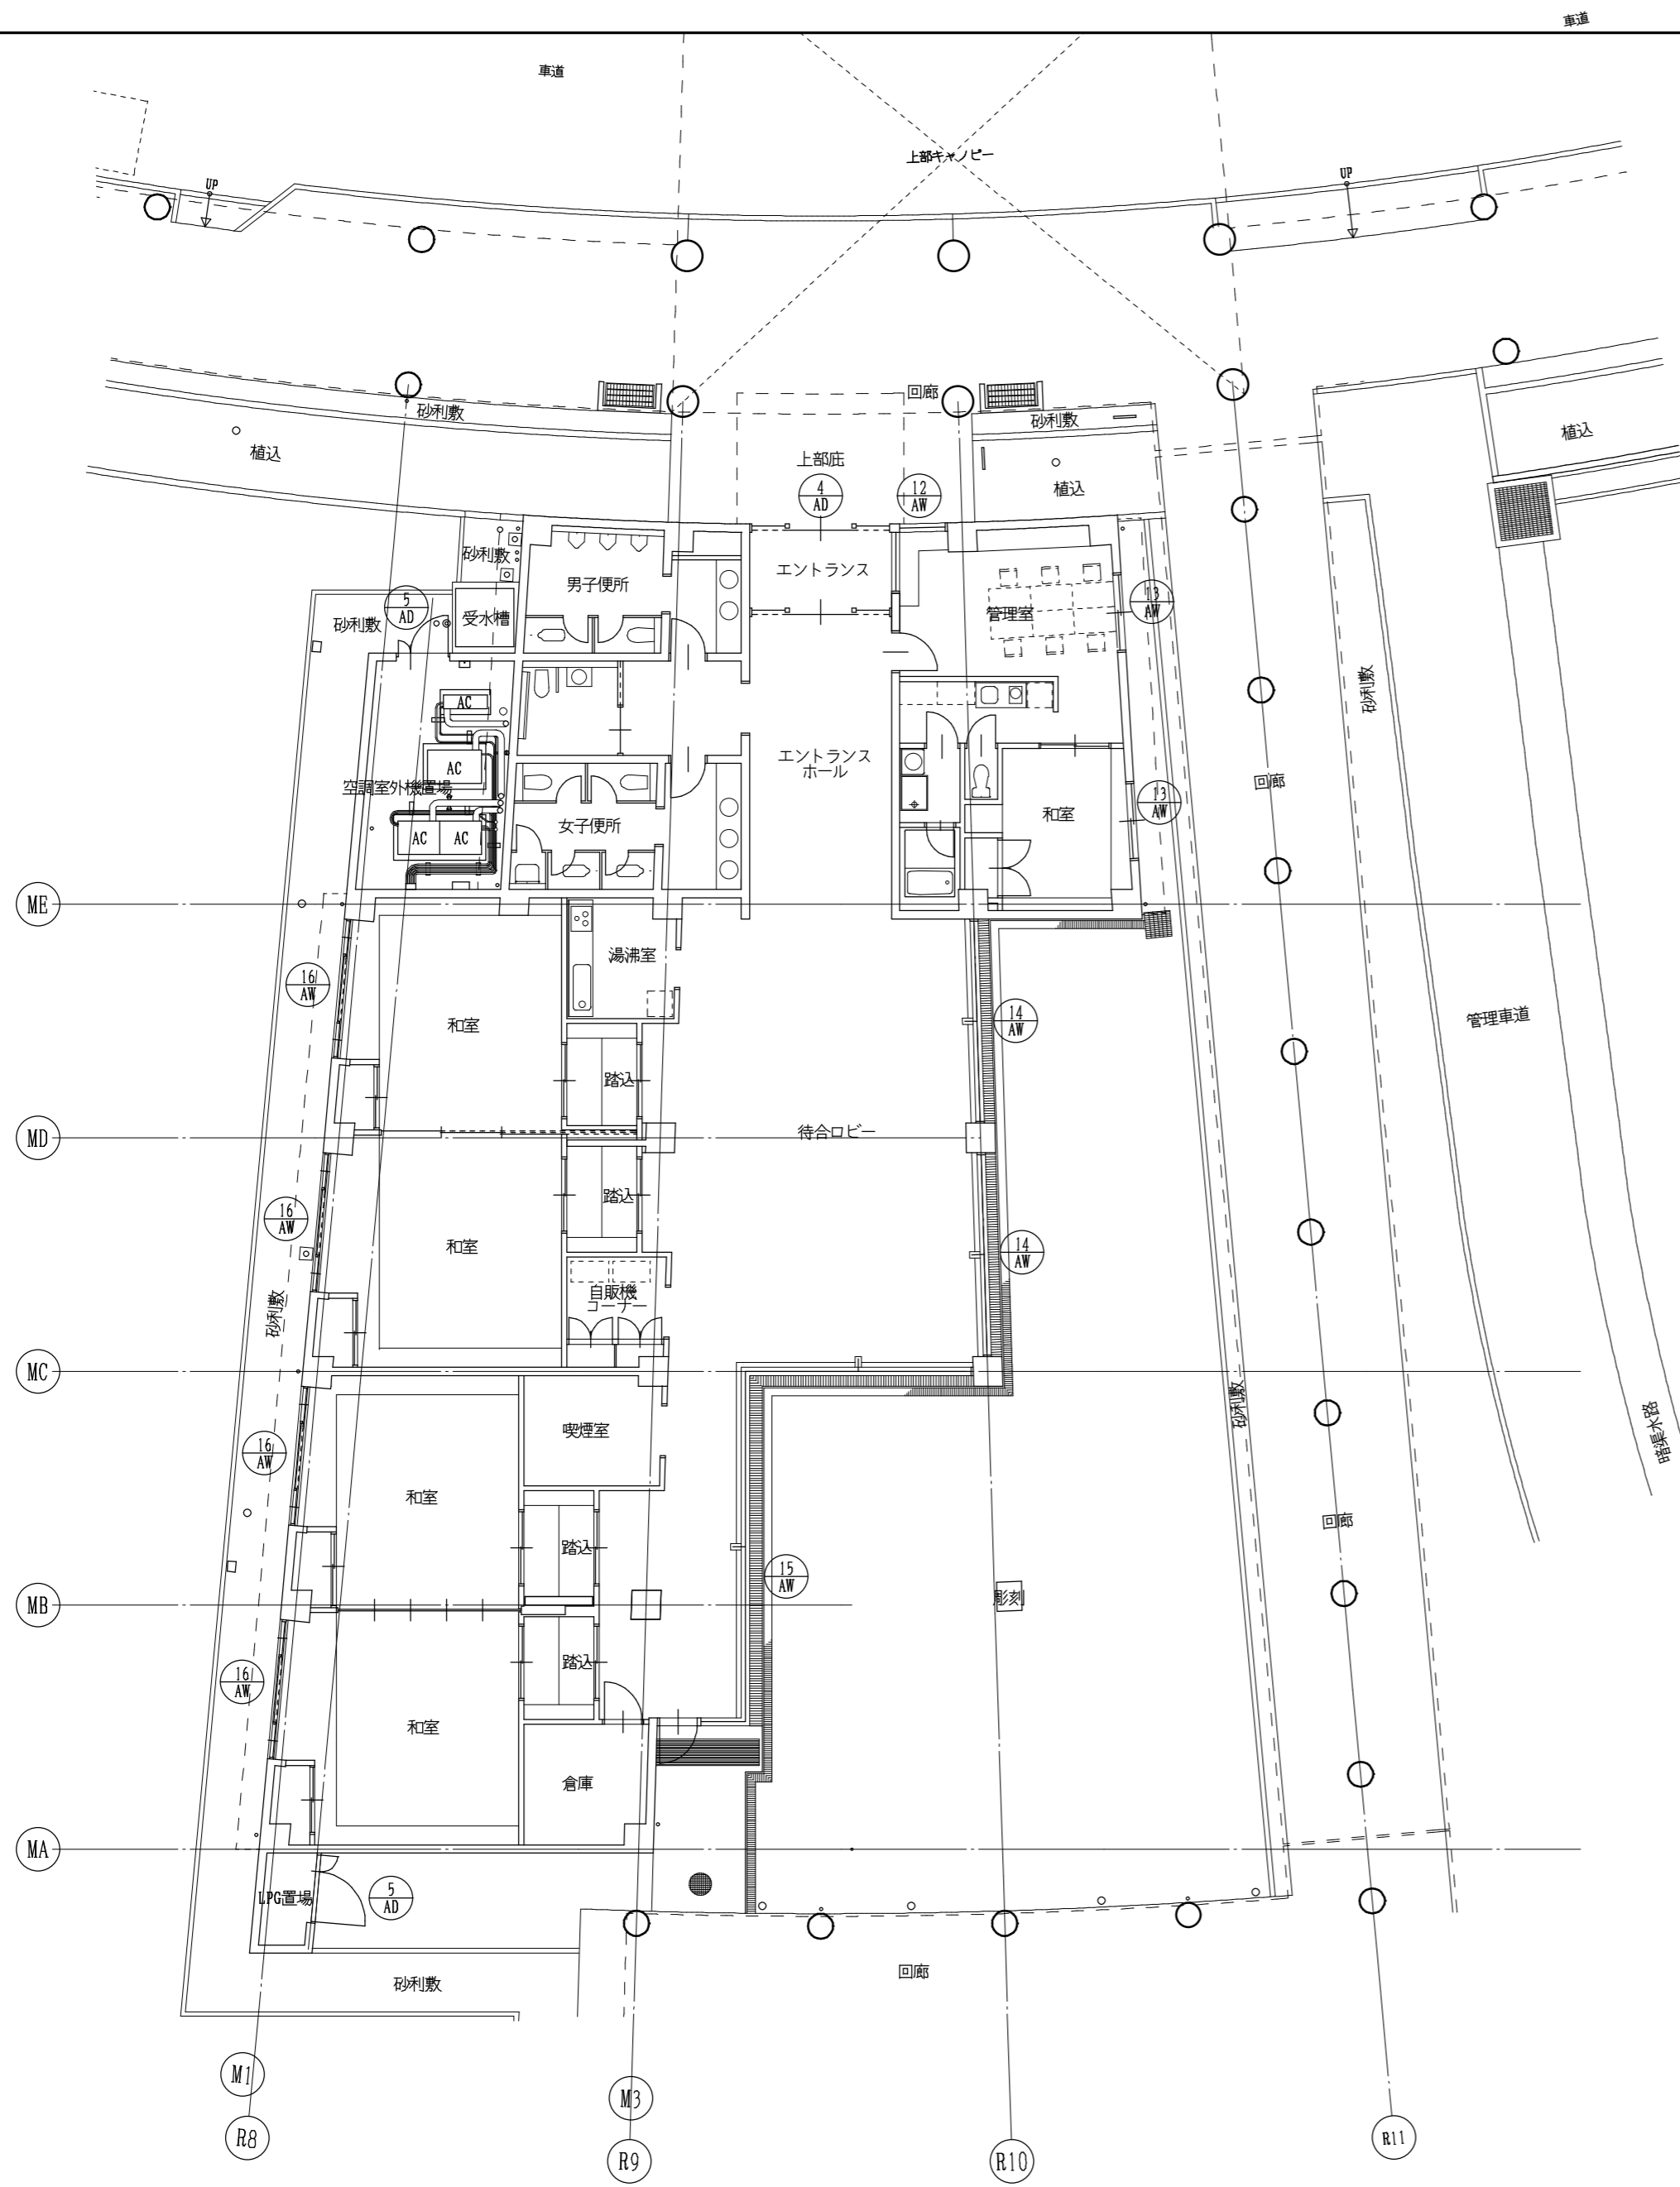 車道
車道
上部キャノピー
UP
UP
回廊
砂利敷
砂利敷
植込
植込
上部庇
植込
4
AD
12
AW
砂利敷
エントランス
男子便所
5
AD
受水槽
管理室
13
AW
砂利敷
砂利敷
AC
エントランス
ホール
AC
空調室外機置場
回廊
13
AW
和室
女子便所
AC
AC
ME
湯沸室
16
AW
和室
14
AW
管理車道
踏込
MD
待合ロビー
踏込
16
AW
和室
14
AW
自販機
コーナー
砂利敷
MC
砂利敷
喫煙室
16
AW
暗渠水路
和室
回廊
踏込
15
AW
MB
彫刻
踏込
16
AW
和室
倉庫
MA
LPG置場
5
AD
回廊
砂利敷
M1
M3
R8
R9
R10
R11